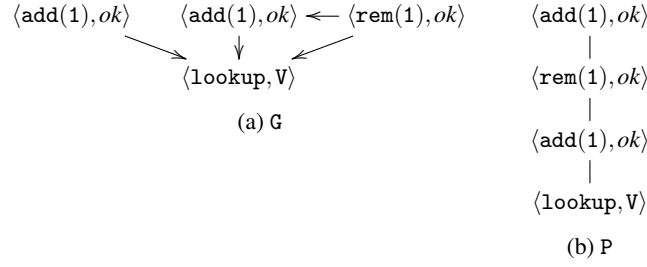 ⟨add(1), ok⟩ ⟨add(1), ok⟩ ⟨rem(1), ok⟩
⟨lookup, V⟩
(a) G
⟨add(1), ok⟩
⟨rem(1), ok⟩
⟨add(1), ok⟩
⟨lookup, V⟩
(b) P